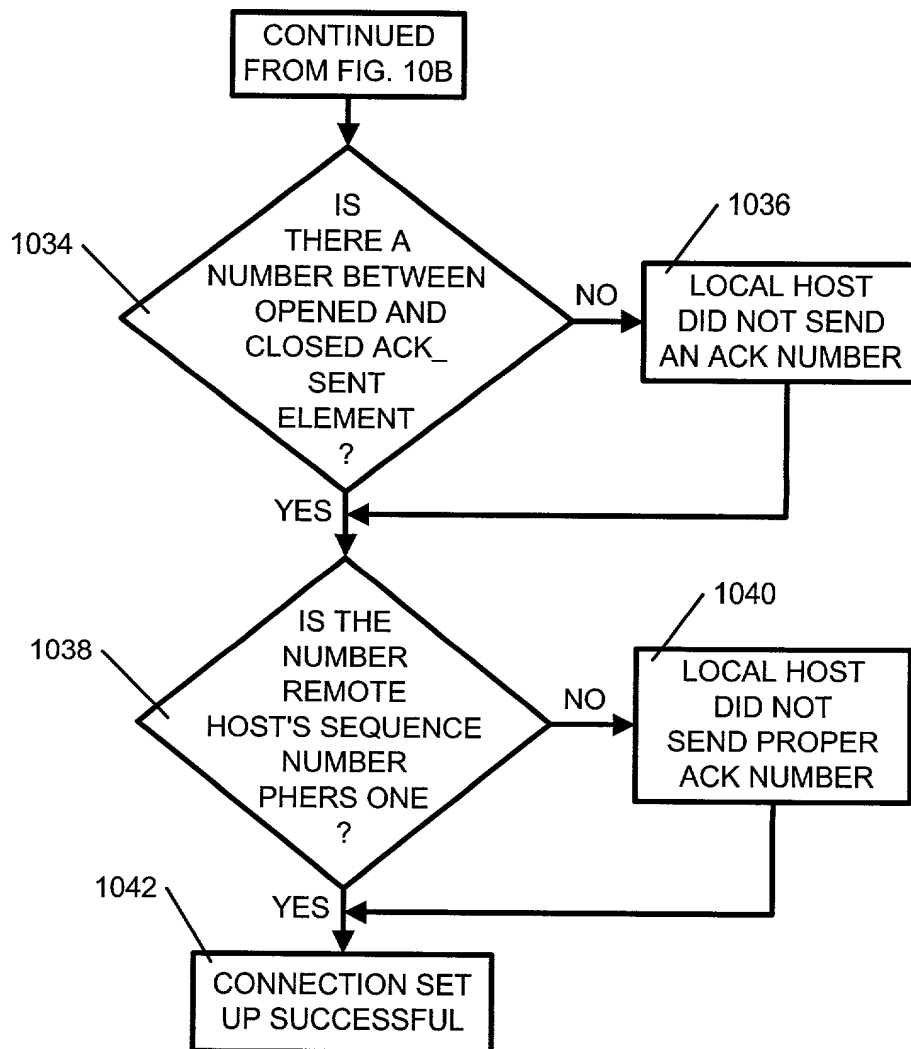 CONTINUED
FROM FIG. 10B
IS
THERE A
NUMBER BETWEEN
OPENED AND
CLOSED ACK_
SENT
ELEMENT
?
1034
NO
1036
LOCAL HOST
DID NOT SEND
AN ACK NUMBER
YES
IS THE
NUMBER
REMOTE
HOST'S SEQUENCE
NUMBER
PHERS ONE
?
1038
NO
1040
LOCAL HOST
DID NOT
SEND PROPER
ACK NUMBER
YES
1042
CONNECTION SET
UP SUCCESSFUL